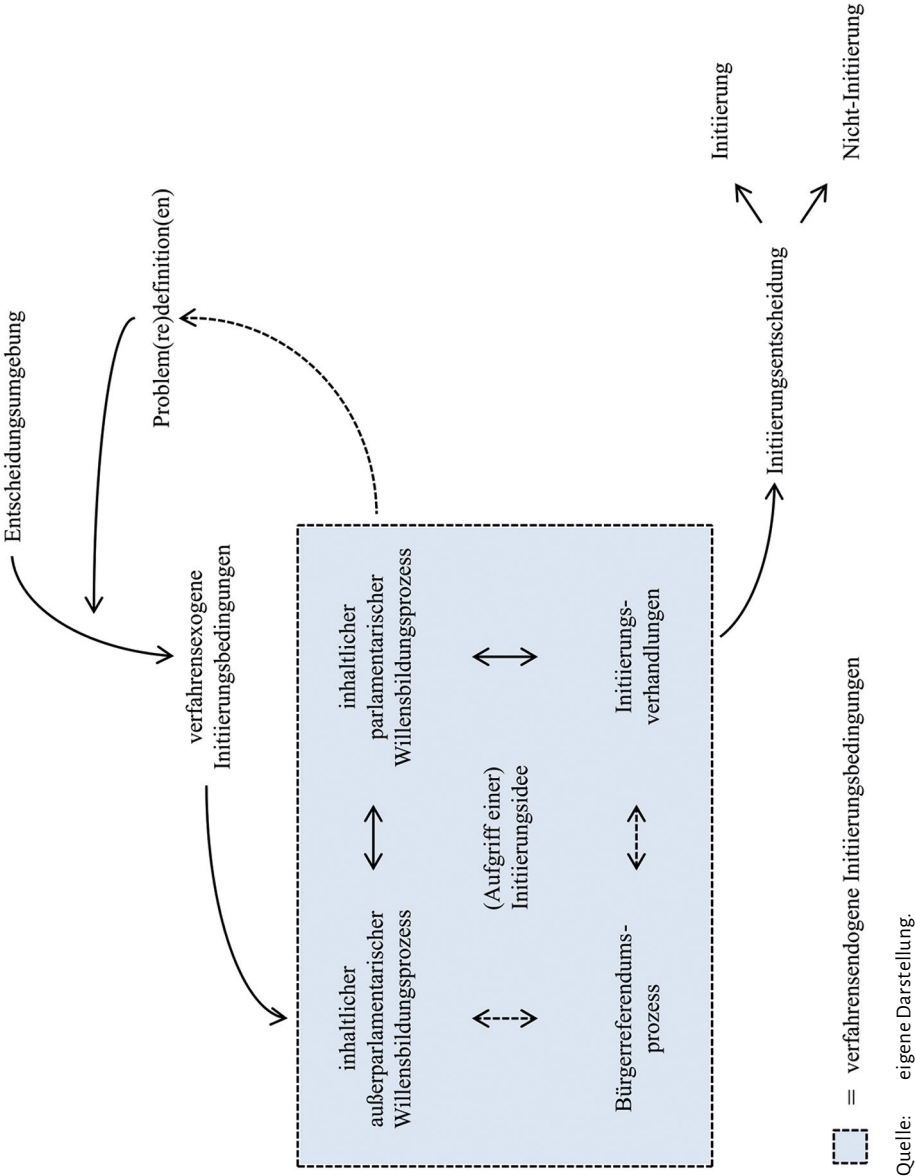 Entscheidungsumgebung
Problem(re)definition(en)
verfahrensexogene
Initiierungsbedingungen
inhaltlicher
außerparlamentarischer
Willensbildungsprozess
inhaltlicher
parlamentarischer
Willensbildungsprozess
(Aufgriff einer)
Initiierungsidee
Bürgerreferendums-
prozess
Initiierungs-
verhandlungen
Initiierungsentscheidung
Initiierung
Nicht-Initiierung
= verfahrensendogene Initiierungsbedingungen
Quelle: eigene Darstellung.